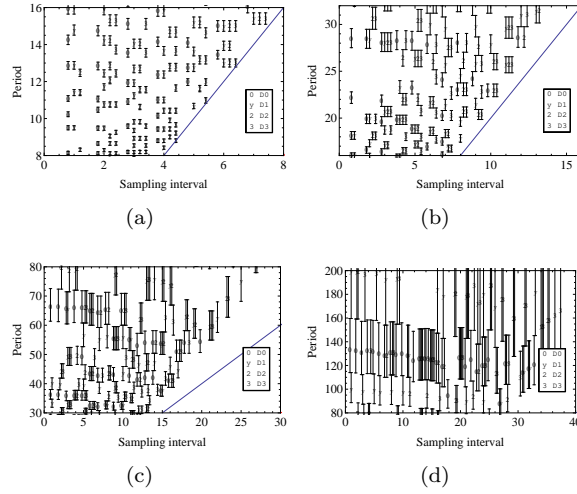 16
14
12
10
8
Period
0 2 4 6 8
Sampling interval
0 D0
y D1
2 D2
3 D3
(a)
30
25
20
Period
0 5 10 15
Sampling interval
0 D0
y D1
2 D2
3 D3
(b)
80
70
60
50
40
30
Period
0 5 10 15 20 25 30
Sampling interval
0 D0
y D1
2 D2
3 D3
(c)
200
180
160
140
120
100
80
Period
0 10 20 30 40
Sampling interval
0 D0
y D1
2 D2
3 D3
(d)